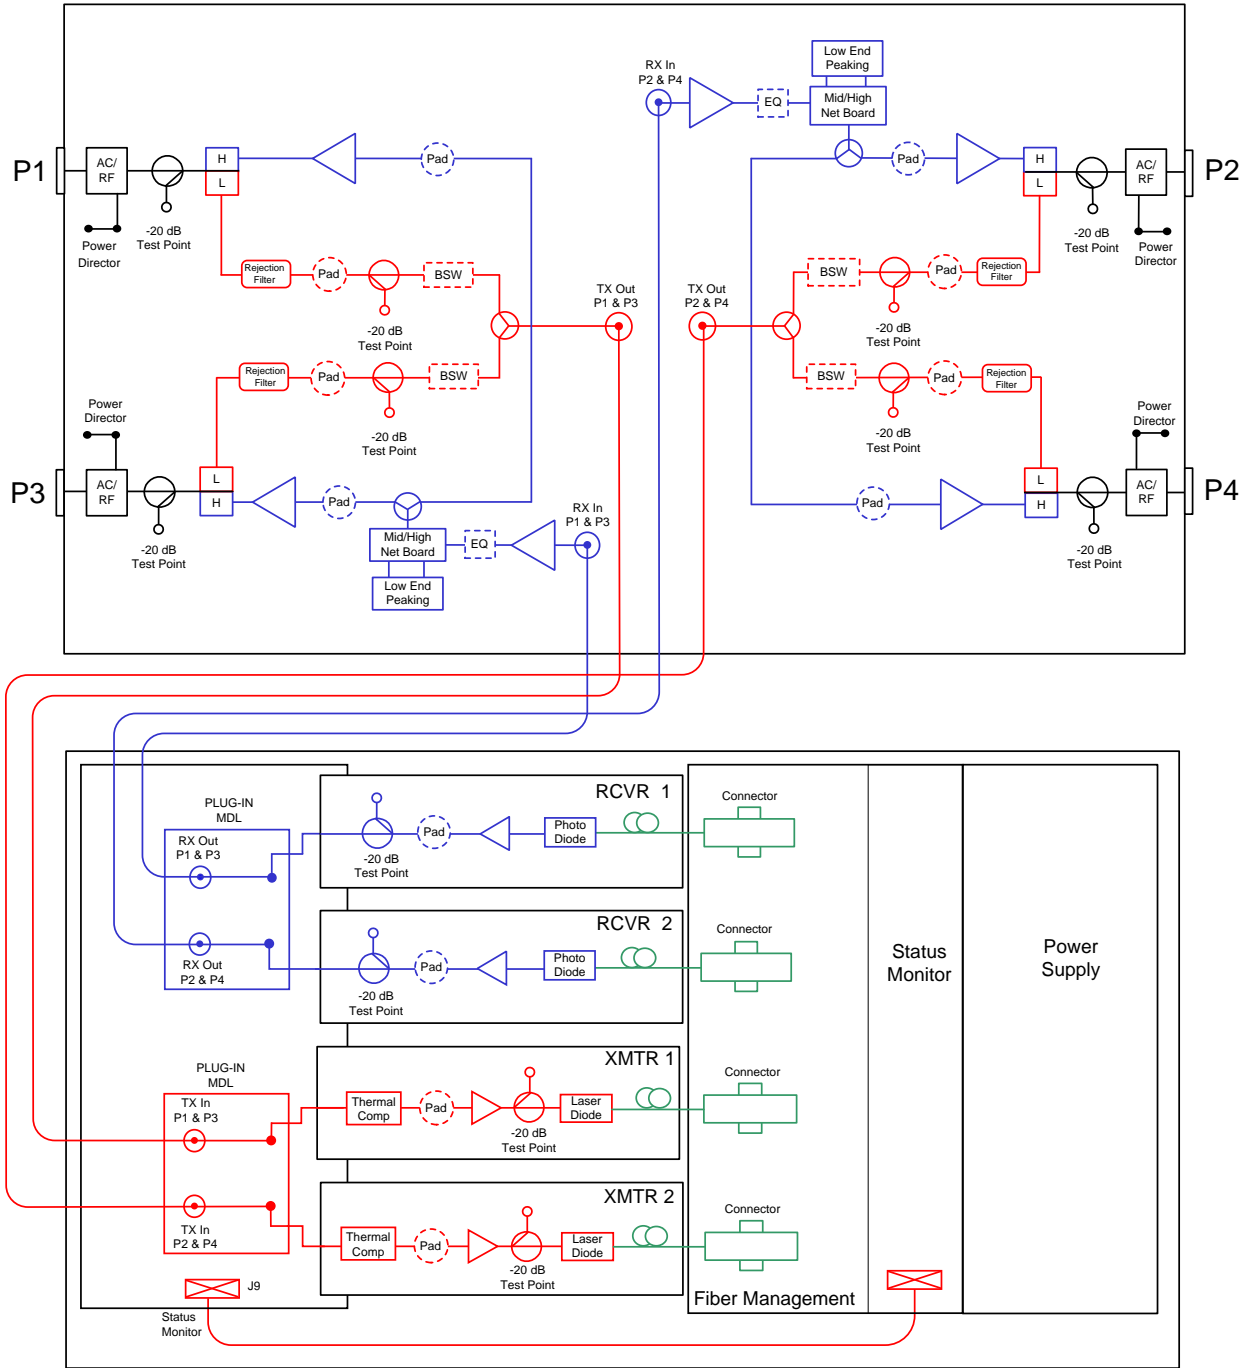 Low End
Peaking
RX In
P2 & P4
EQ
Mid/High
Net Board
P1
AC/
RF
H
L
Pad
-20 dB
Test Point
Power
Director
Pad
H
L
-20 dB
Test Point
AC/
RF
P2
Power
Director
Rejection
Filter
Pad
BSW
-20 dB
Test Point
TX Out
P1 & P3
TX Out
P2 & P4
BSW
Pad
Rejection
Filter
-20 dB
Test Point
Rejection
Filter
Pad
BSW
-20 dB
Test Point
BSW
Pad
Rejection
Filter
-20 dB
Test Point
Power
Director
P3
AC/
RF
L
H
Pad
-20 dB
Test Point
Mid/High
Net Board
EQ
RX In
P1 & P3
Low End
Peaking
Power
Director
Pad
L
H
AC/
RF
P4
-20 dB
Test Point
PLUG-IN
MDL
RX Out
P1 & P3
RX Out
P2 & P4
RCVR 1
-20 dB
Test Point
Pad
Photo
Diode
Connector
RCVR 2
-20 dB
Test Point
Pad
Photo
Diode
Connector
Status
Monitor
Power
Supply
PLUG-IN
MDL
TX In
P1 & P3
TX In
P2 & P4
XMTR 1
Thermal
Comp
Pad
-20 dB
Test Point
Laser
Diode
Connector
XMTR 2
Thermal
Comp
Pad
-20 dB
Test Point
Laser
Diode
Connector
J9
Status
Monitor
Fiber Management